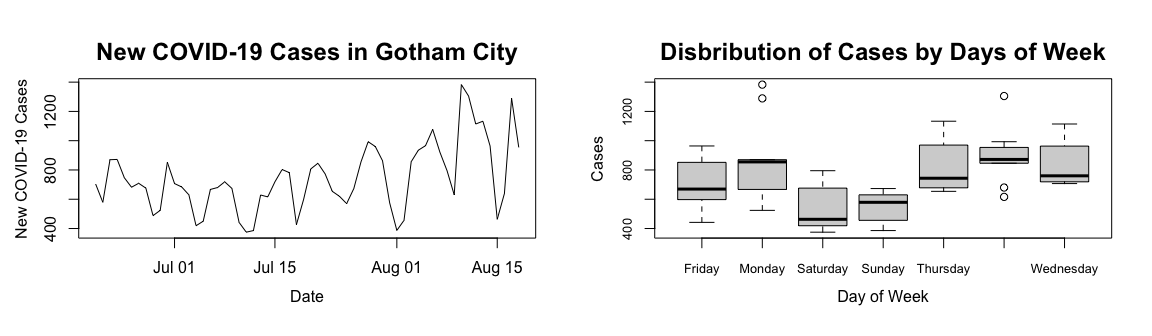 New COVID-19 Cases in Gotham City
New COVID-19 Cases
400 800 1200
Jul 01 Jul 15 Aug 01 Aug 15
Date
Disbribution of Cases by Days of Week
Cases
400 800 1200
Friday Monday Saturday Sunday Thursday Wednesday
Day of Week